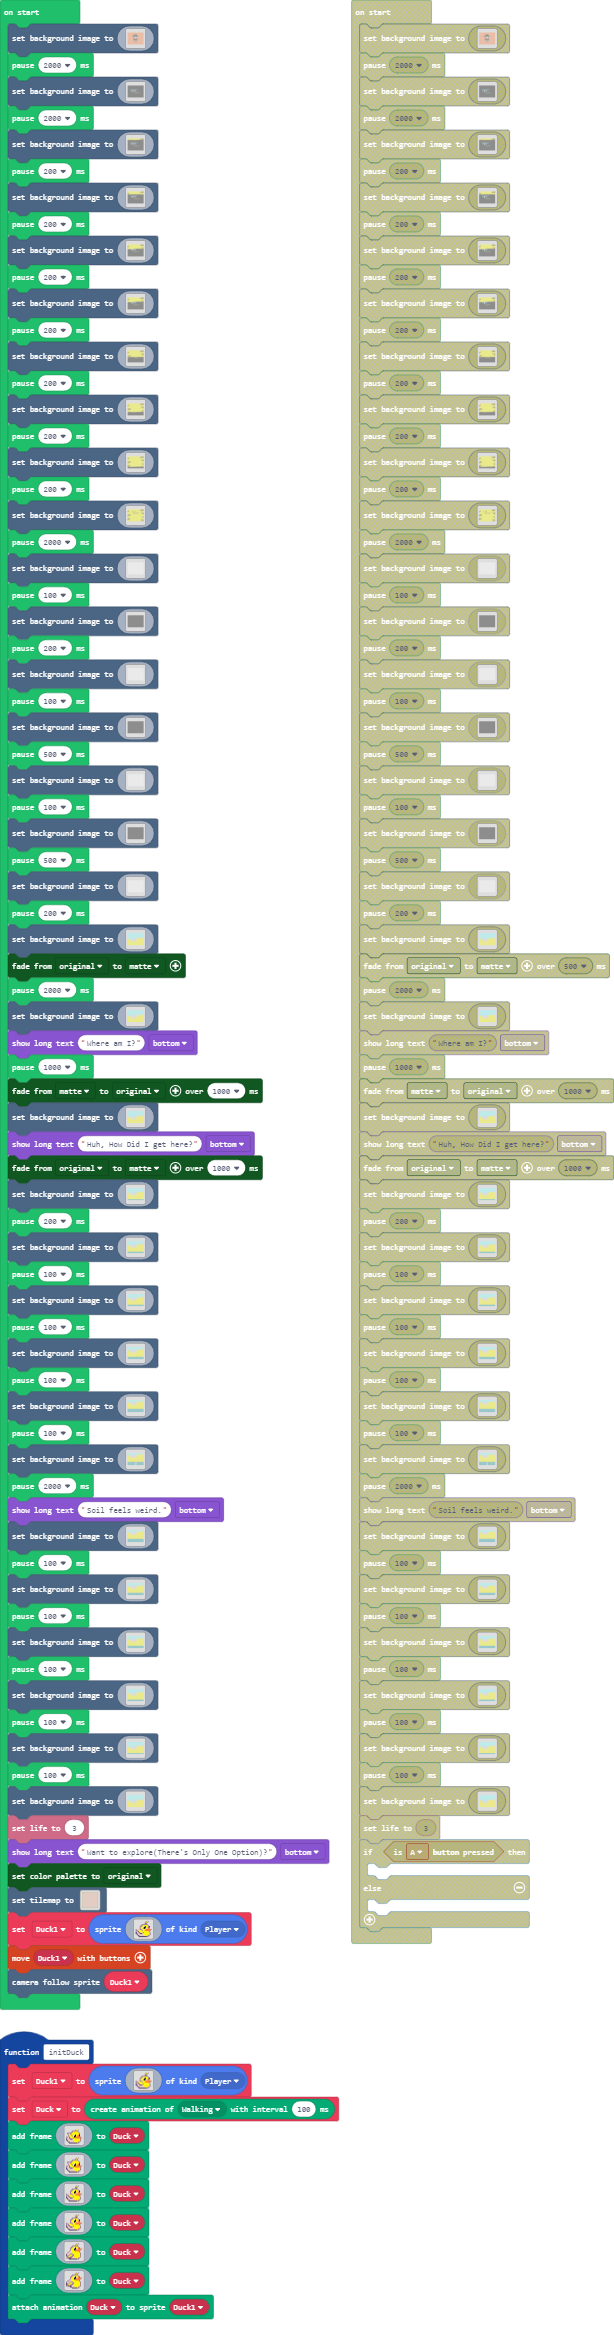 on start
set background image to
pause 2000 ms
set background image to
pause 2000 ms
set background image to
pause 200 ms
set background image to
pause 200 ms
set background image to
pause 200 ms
set background image to
pause 200 ms
set background image to
pause 200 ms
set background image to
pause 200 ms
set background image to
pause 200 ms
set background image to
pause 2000 ms
set background image to
pause 100 ms
set background image to
pause 200 ms
set background image to
pause 100 ms
set background image to
pause 500 ms
set background image to
pause 100 ms
set background image to
pause 500 ms
set background image to
pause 200 ms
set background image to
fade from original to matte
pause 2000 ms
set background image to
show long text "Where am I?" bottom
pause 1000 ms
fade from matte to original over 1000 ms
set background image to
show long text "Huh, How Did I get here?" bottom
fade from original to matte over 1000 ms
set background image to
pause 200 ms
set background image to
pause 100 ms
set background image to
pause 100 ms
set background image to
pause 100 ms
set background image to
pause 100 ms
set background image to
pause 2000 ms
show long text "Soil feels weird." bottom
set background image to
pause 100 ms
set background image to
pause 100 ms
set background image to
pause 100 ms
set background image to
pause 100 ms
set background image to
pause 100 ms
set background image to
set life to 3
show long text "Want to explore(There's Only One Option)?" bottom
set color palette to original
set tilemap to
set Duck1 to sprite of kind Player
move Duck1 with buttons
camera follow sprite Duck1
function initDuck
set Duck1 to sprite of kind Player
set Duck to create animation of Walking with interval 100 ms
add frame to Duck
add frame to Duck
add frame to Duck
add frame to Duck
add frame to Duck
add frame to Duck
attach animation Duck to sprite Duck1
on start
set background image to
pause 2000 ms
set background image to
pause 2000 ms
set background image to
pause 200 ms
set background image to
pause 200 ms
set background image to
pause 200 ms
set background image to
pause 200 ms
set background image to
pause 200 ms
set background image to
pause 200 ms
set background image to
pause 200 ms
set background image to
pause 2000 ms
set background image to
pause 100 ms
set background image to
pause 200 ms
set background image to
pause 100 ms
set background image to
pause 500 ms
set background image to
pause 100 ms
set background image to
pause 500 ms
set background image to
pause 200 ms
set background image to
fade from original to matte over 500 ms
pause 2000 ms
set background image to
show long text "Where am I?" bottom
pause 1000 ms
fade from matte to original over 1000 ms
set background image to
show long text "Huh, How Did I get here?" bottom
fade from original to matte over 1000 ms
set background image to
pause 200 ms
set background image to
pause 100 ms
set background image to
pause 100 ms
set background image to
pause 100 ms
set background image to
pause 100 ms
set background image to
pause 2000 ms
show long text "Soil feels weird." bottom
set background image to
pause 100 ms
set background image to
pause 100 ms
set background image to
pause 100 ms
set background image to
pause 100 ms
set background image to
pause 100 ms
set background image to
set life to 3
if is A button pressed then
else